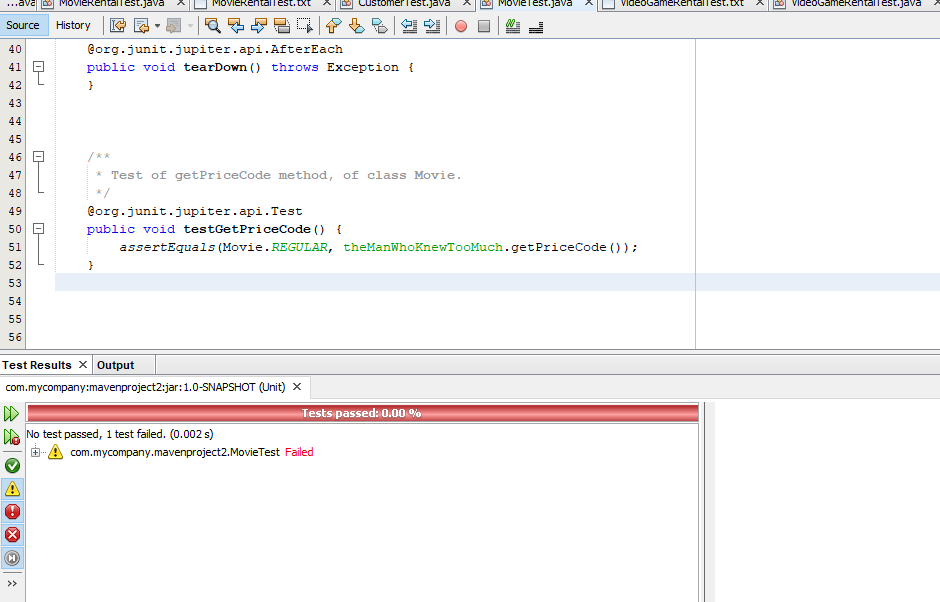 ...ava MovieRentalTest.java MovieRentalTest.txt CustomerTest.java MovieTest.java VideoGameRentalTest.txt VideoGameRentalTest.java
Source History
40 @org.junit.jupiter.api.AfterEach
41 public void tearDown() throws Exception {
42 }
43
44
45
46 /**
47 * Test of getPriceCode method, of class Movie.
48 */
49 @org.junit.jupiter.api.Test
50 public void testGetPriceCode() {
51 assertEquals(Movie.REGULAR, theManWhoKnewTooMuch.getPriceCode());
52 }
53
54
55
56
Test Results Output
com.mycompany:mavenproject2:jar:1.0-SNAPSHOT (Unit)
Tests passed: 0.00 %
No test passed, 1 test failed. (0.002 s)
com.mycompany.mavenproject2.MovieTest Failed